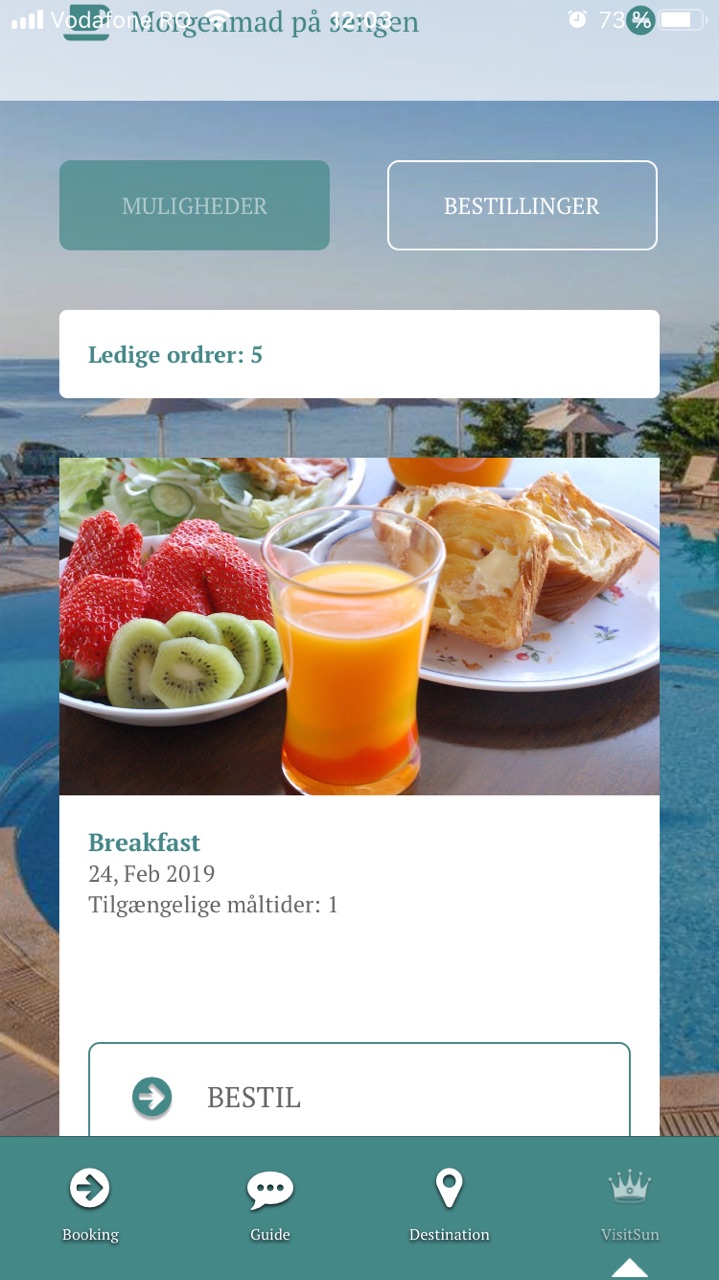 Vodafone RO 12:03 73 %
Morgenmad på sengen
MULIGHEDER
BESTILLINGER
Ledige ordrer: 5
Breakfast
24, Feb 2019
Tilgængelige måltider: 1
BESTIL
Booking
Guide
Destination
VisitSun